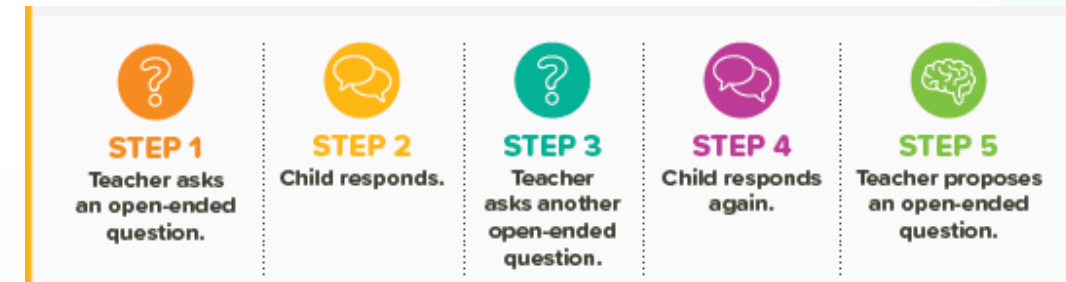 STEP 1
Teacher asks
an open-ended
question.
STEP 2
Child responds.
STEP 3
Teacher
asks another
open-ended
question.
STEP 4
Child responds
again.
STEP 5
Teacher proposes
an open-ended
question.